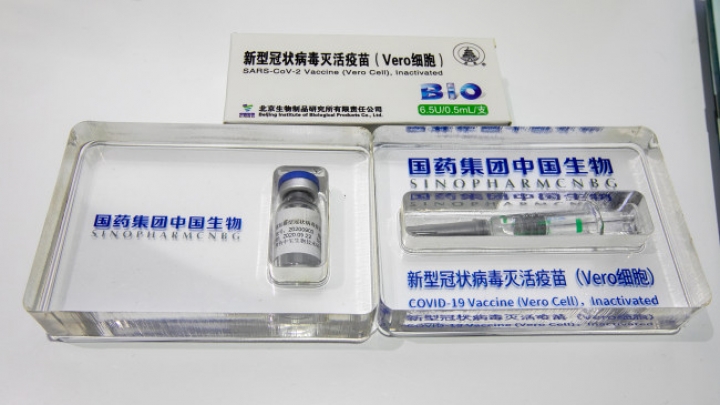 新型冠状病毒灭活疫苗（Vero细胞）
SARS-CoV-2 Vaccine (Vero Cell), Inactivated
BIO
6.5U/0.5mL/支
北京生物制品研究所有限责任公司
Beijing Institute of Biological Products Co., Ltd.
国药集团中国生物
SINOPHARMCNBG
国药集团中国生物
SINOPHARMCNBG
新型冠状病毒灭活疫苗（Vero细胞）
COVID-19 Vaccine (Vero Cell), Inactivated